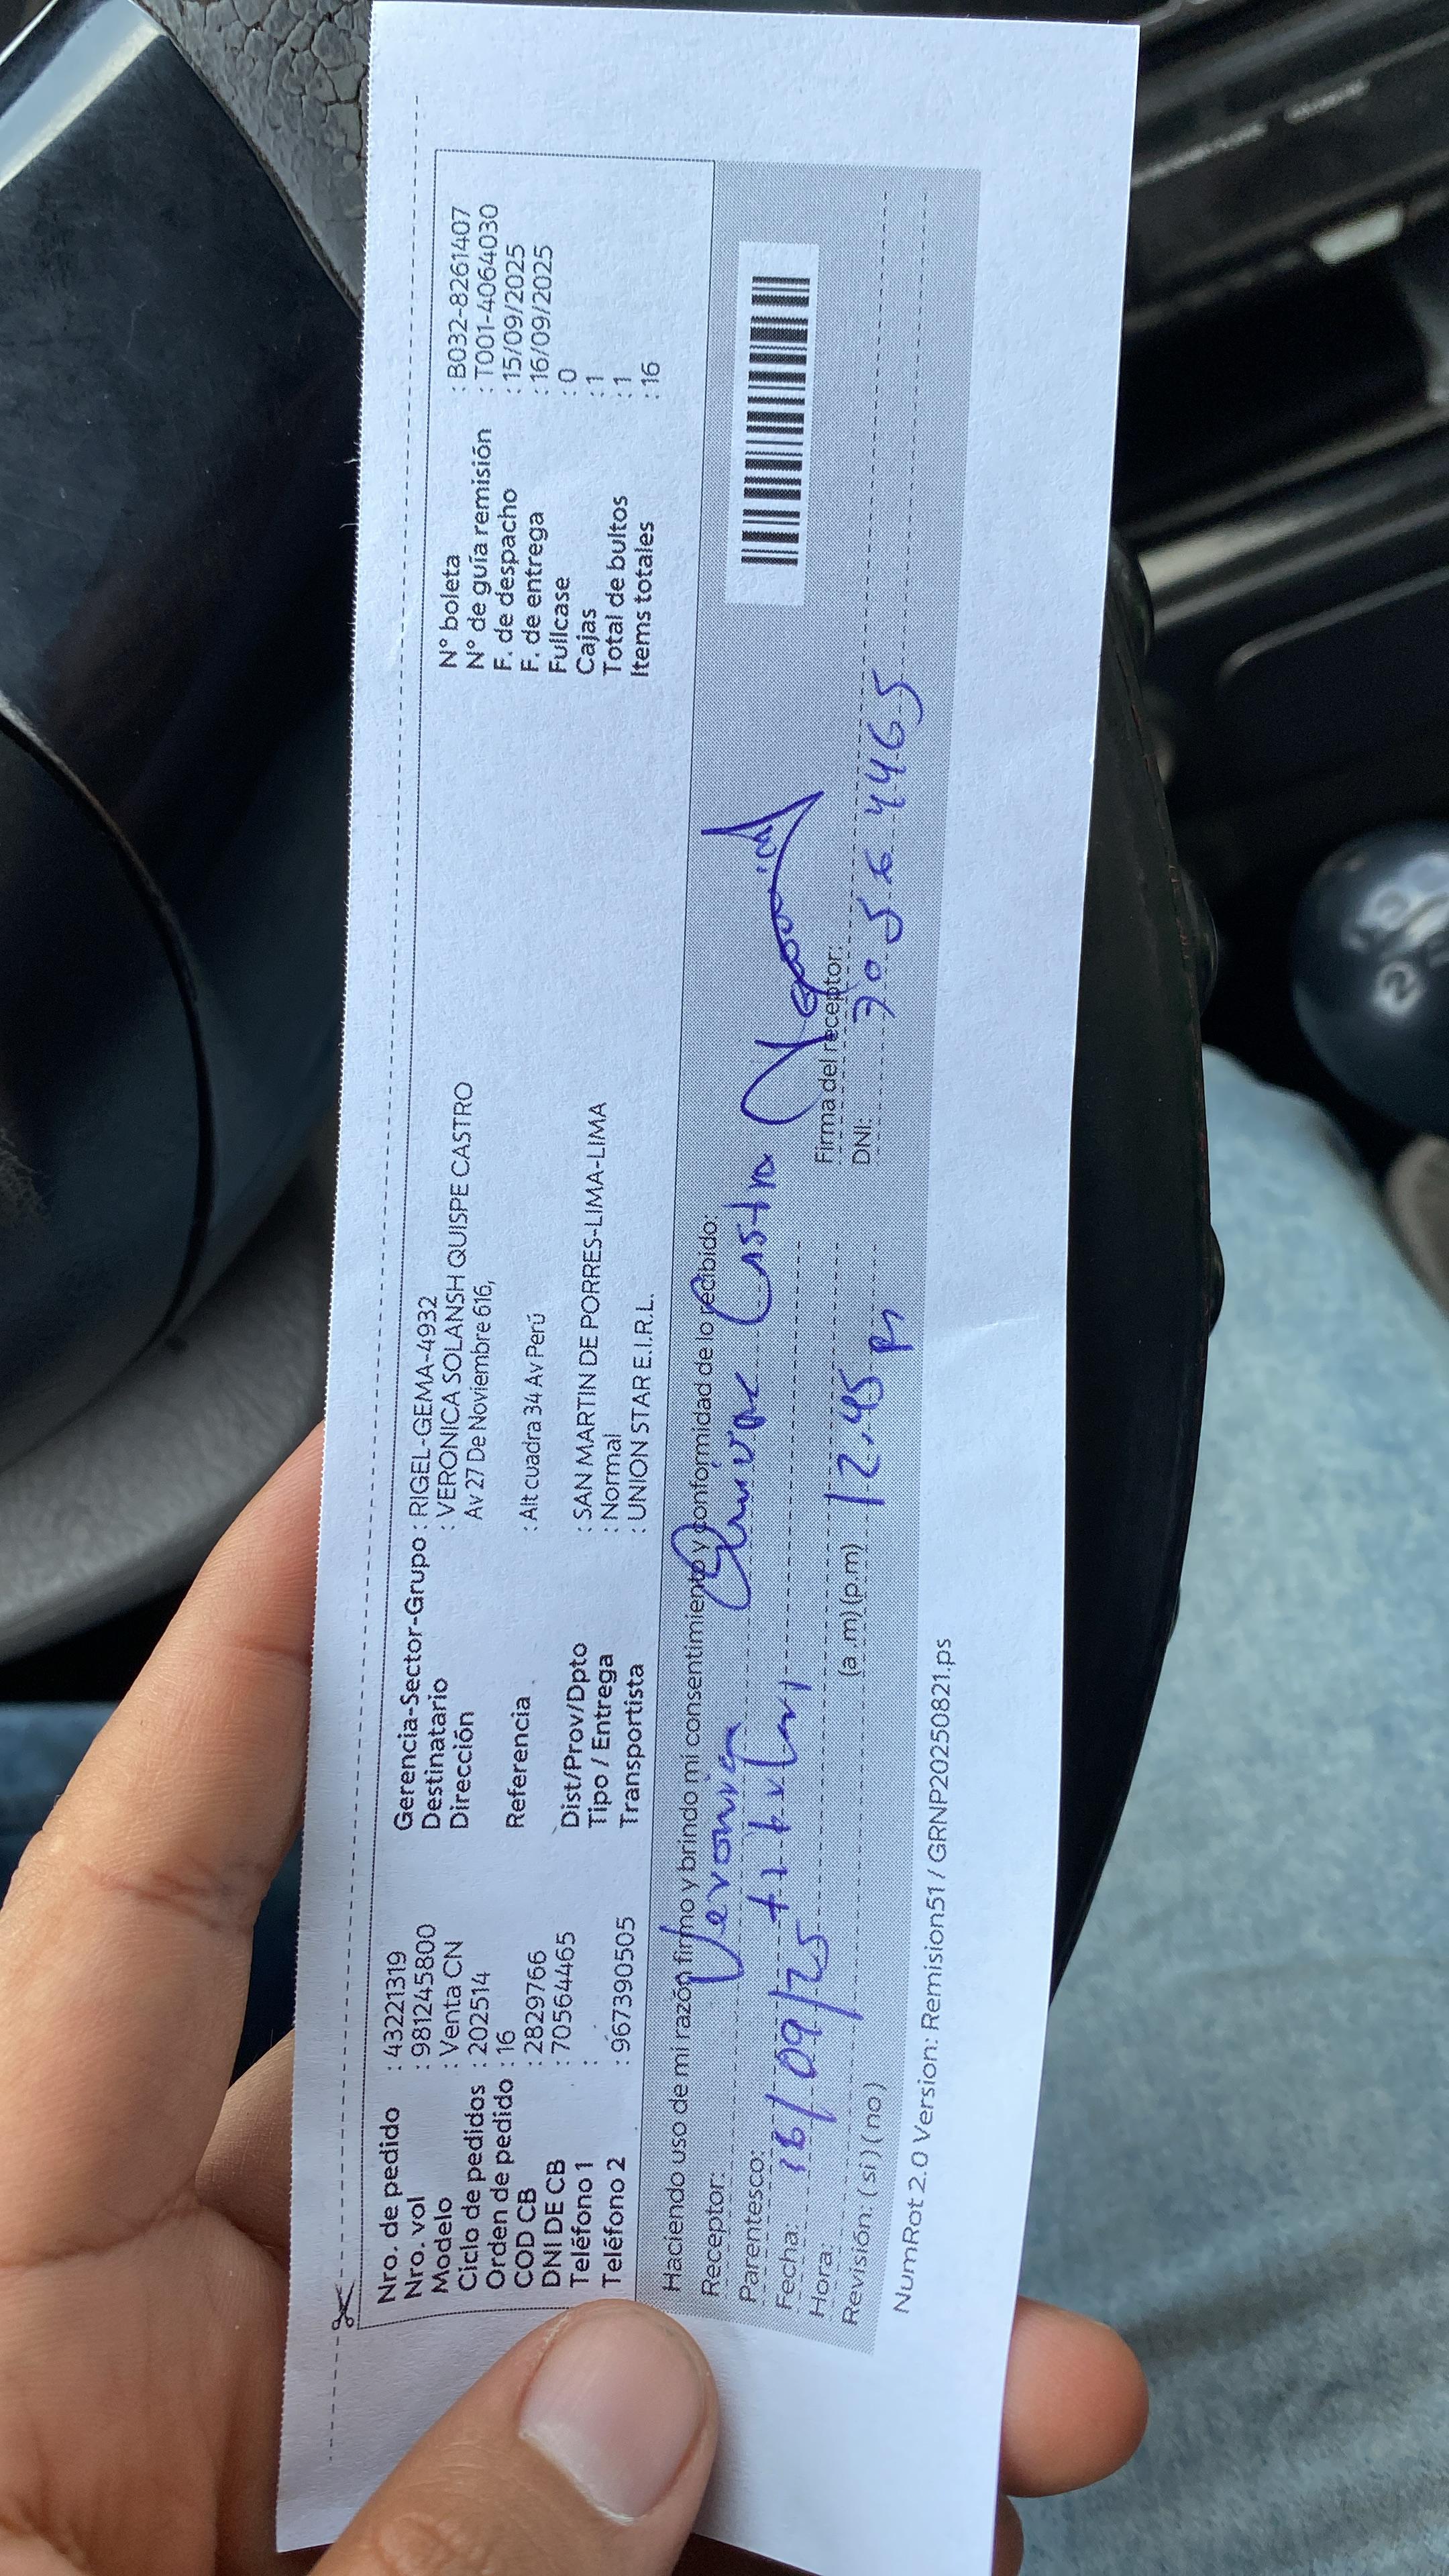 Nro. de pedido : 43221319
Nro. vol : 981245800
Modelo : Venta CN
Ciclo de pedidos : 202514
Orden de pedido : 16
COD CB : 2829766
DNI DE CB : 70564465
Teléfono 1 :
Teléfono 2 : 967390505
Gerencia-Sector-Grupo : RIGEL-GEMA-4932
Destinatario : VERONICA SOLANSH QUISPE CASTRO
Dirección Av 27 De Noviembre 616,
Referencia : Alt cuadra 34 Av Perú
Dist/Prov/Dpto : SAN MARTIN DE PORRES-LIMA-LIMA
Tipo / Entrega : Normal
Transportista : UNION STAR E.I.R.L.
N° boleta : B032-8261407
N° de guía remisión : T001-4064030
F. de despacho : 15/09/2025
F. de entrega : 16/09/2025
Fullcase : 0
Cajas : 1
Total de bultos : 1
Items totales : 16
Haciendo uso de mi razón firmo y brindo mi consentimiento y conformidad de lo recibido:
Receptor: Veronica Quispe Castro
Parentesco: titular
Fecha: 16/09/25
Hora: (a.m) (p.m) 12.45 P
Revisión: (si) (no)
Firma del receptor:
DNI: 70564465
NumRot 2.0 Version: Remision51 / GRNP20250821.ps